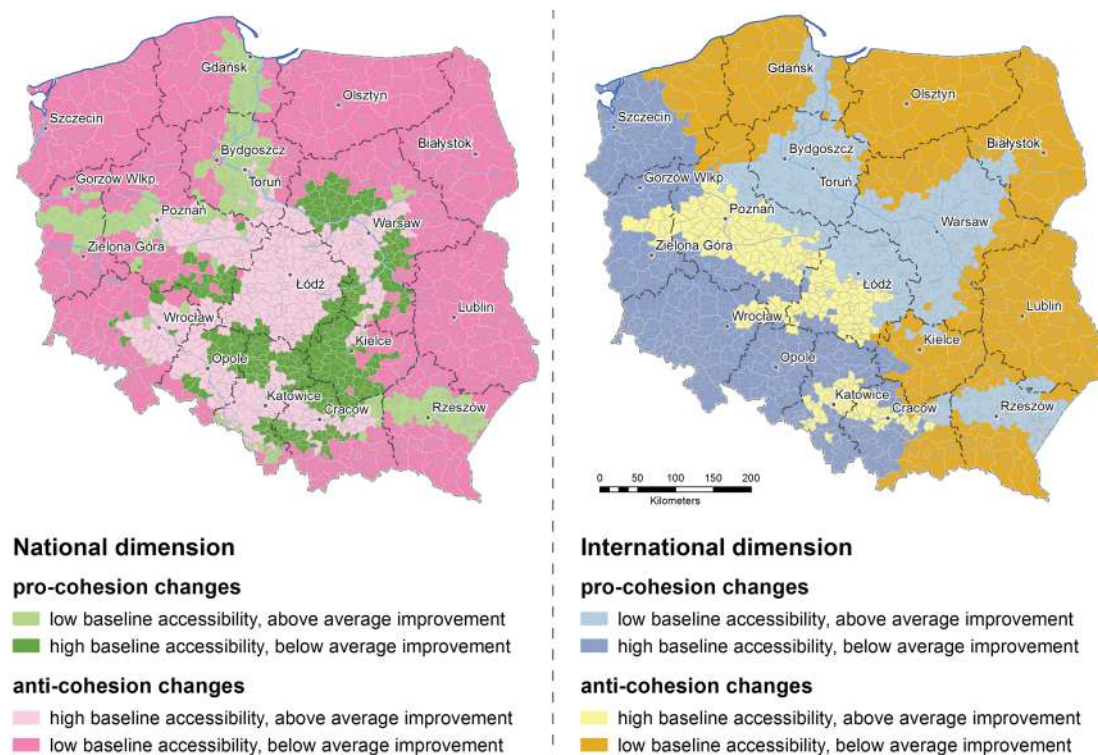 Gdańsk
Olsztyn
Szczecin
Białystok
Bydgoszcz
Gorzów Wlkp
Toruń
Poznań
Warsaw
Zielona Góra
Łódź
Lublin
Wrocław
Kielce
Opole
Katowice
Cracow
Rzeszów
Gdańsk
Olsztyn
Szczecin
Białystok
Bydgoszcz
Gorzów Wlkp
Toruń
Poznań
Warsaw
Zielona Góra
Łódź
Lublin
Wrocław
Kielce
Opole
Katowice
Cracow
Rzeszów
0 25 50 100 150 200
Kilometers
National dimension
pro-cohesion changes
low baseline accessibility, above average improvement
high baseline accessibility, below average improvement
anti-cohesion changes
high baseline accessibility, above average improvement
low baseline accessibility, below average improvement
International dimension
pro-cohesion changes
low baseline accessibility, above average improvement
high baseline accessibility, below average improvement
anti-cohesion changes
high baseline accessibility, above average improvement
low baseline accessibility, below average improvement